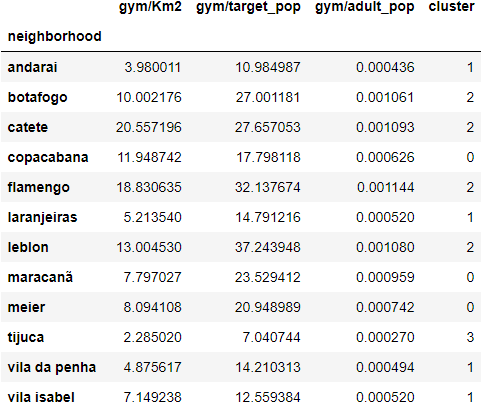 gym/Km2 gym/target_pop gym/adult_pop cluster
neighborhood
andarai 3.980011 10.984987 0.000436 1
botafogo 10.002176 27.001181 0.001061 2
catete 20.557196 27.657053 0.001093 2
copacabana 11.948742 17.798118 0.000626 0
flamengo 18.830635 32.137674 0.001144 2
laranjeiras 5.213540 14.791216 0.000520 1
leblon 13.004530 37.243948 0.001080 2
maracanã 7.797027 23.529412 0.000959 0
meier 8.094108 20.948989 0.000742 0
tijuca 2.285020 7.040744 0.000270 3
vila da penha 4.875617 14.210313 0.000494 1
vila isabel 7.149238 12.559384 0.000520 1